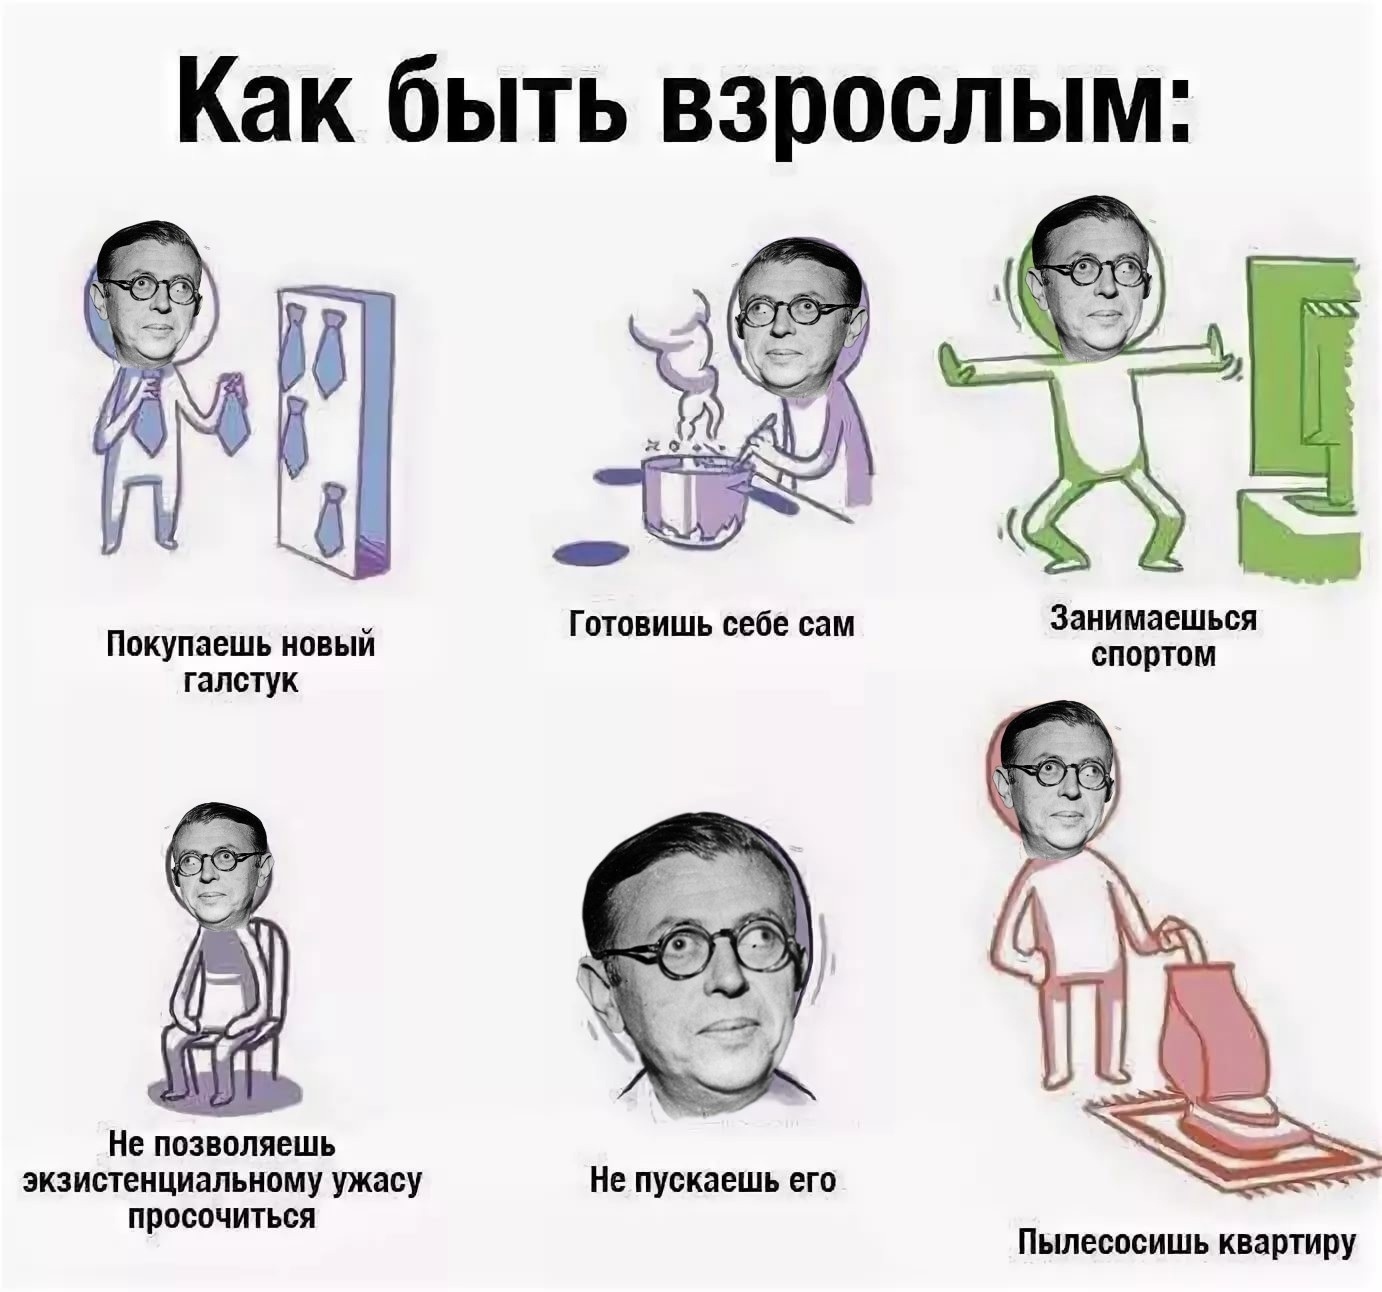 Как быть взрослым:
Покупаешь новый
галстук
Готовишь себе сам
Занимаешься
спортом
Не позволяешь
экзистенциальному ужасу
просочиться
Не пускаешь его
Пылесосишь квартиру